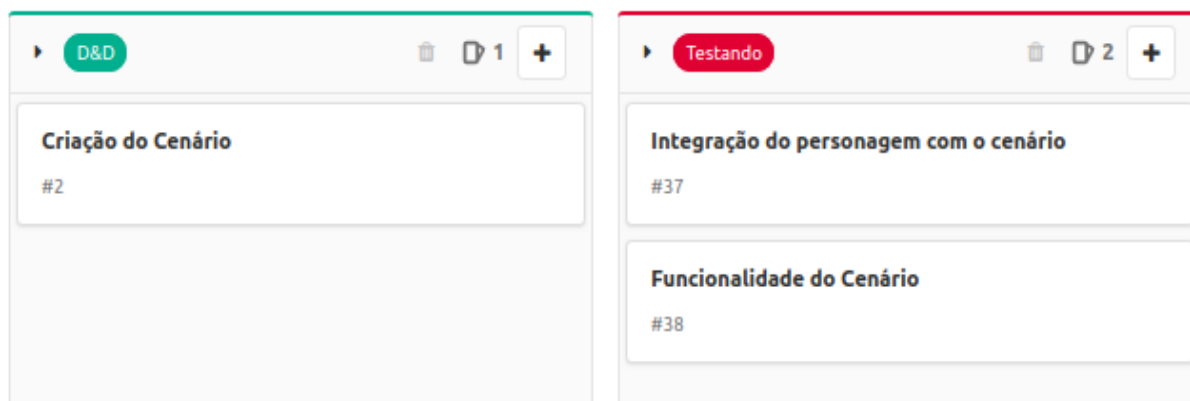 D&D 1 +
Criação do Cenário
#2
Testando 2 +
Integração do personagem com o cenário
#37
Funcionalidade do Cenário
#38